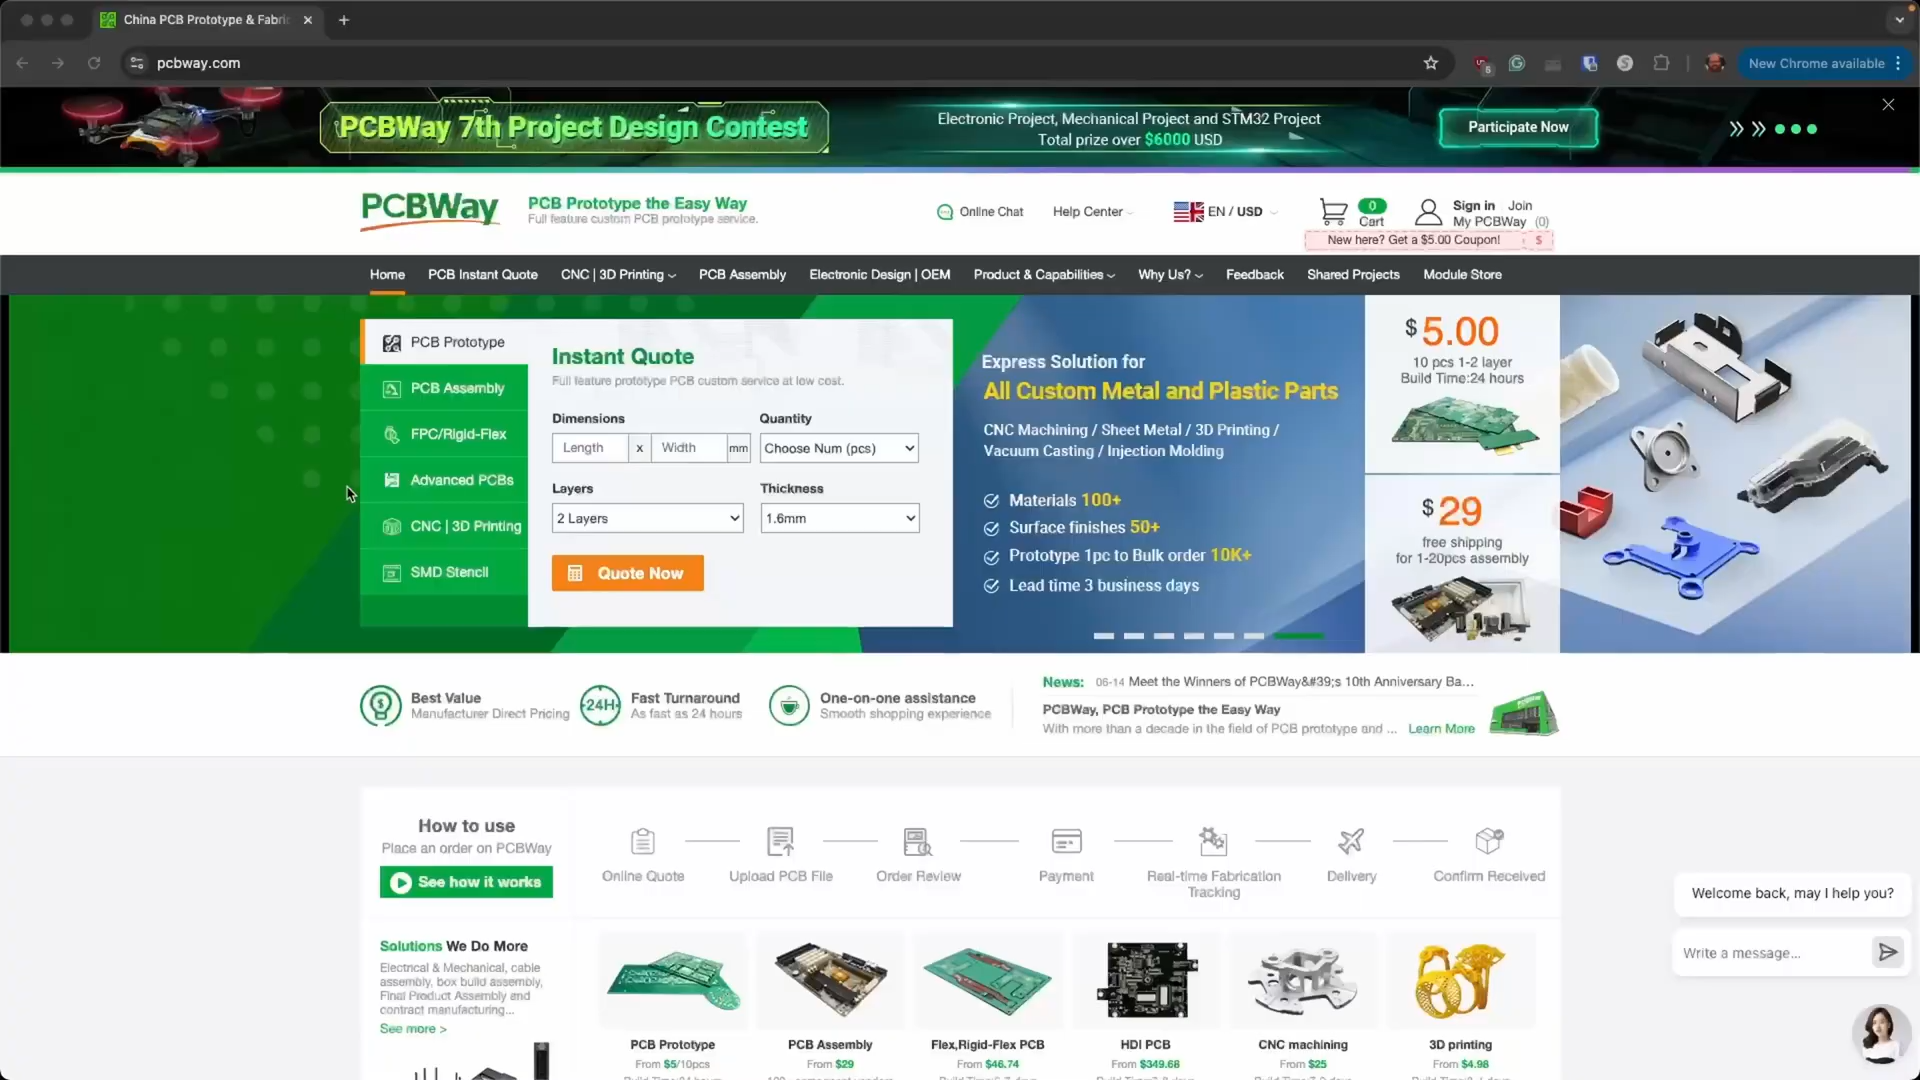 China PCB Prototype & Fabri
pcbway.com
New Chrome available
PCBWay 7th Project Design Contest
Electronic Project, Mechanical Project and STM32 Project
Total prize over $6000 USD
Participate Now
PCBWay
PCB Prototype the Easy Way
Full feature custom PCB prototype service.
Online Chat
Help Center
EN / USD
0
Cart
Sign in
Join
My PCBWay (0)
New here? Get a $5.00 Coupon!
$
Home
PCB Instant Quote
CNC | 3D Printing
PCB Assembly
Electronic Design | OEM
Product & Capabilities
Why Us?
Feedback
Shared Projects
Module Store
PCB Prototype
PCB Assembly
FPC/Rigid-Flex
Advanced PCBs
CNC | 3D Printing
SMD Stencil
Instant Quote
Full feature prototype PCB custom service at low cost.
Dimensions
Quantity
Length
x
Width
mm
Choose Num (pcs)
Layers
Thickness
2 Layers
1.6mm
Quote Now
Express Solution for
All Custom Metal and Plastic Parts
CNC Machining / Sheet Metal / 3D Printing /
Vacuum Casting / Injection Molding
Materials 100+
Surface finishes 50+
Prototype 1pc to Bulk order 10K+
Lead time 3 business days
$5.00
10 pcs 1-2 layer
Build Time:24 hours
$29
free shipping
for 1-20pcs assembly
Best Value
Manufacturer Direct Pricing
24H
Fast Turnaround
As fast as 24 hours
One-on-one assistance
Smooth shopping experience
News: 06-14 Meet the Winners of PCBWay&#39;s 10th Anniversary Ba...
PCBWay, PCB Prototype the Easy Way
With more than a decade in the field of PCB prototype and ...
Learn More
How to use
Place an order on PCBWay
See how it works
Online Quote
Upload PCB File
Order Review
Payment
Real-time Fabrication
Tracking
Delivery
Confirm Received
Solutions We Do More
Electrical & Mechanical, cable
assembly, box build assembly,
Final Product Assembly and
contract manufacturing...
See more >
PCB Prototype
From $5/10pcs
PCB Assembly
From $29
Flex,Rigid-Flex PCB
From $46.74
HDI PCB
From $349.68
CNC machining
From $25
3D printing
From $4.98
Welcome back, may I help you?
Write a message...